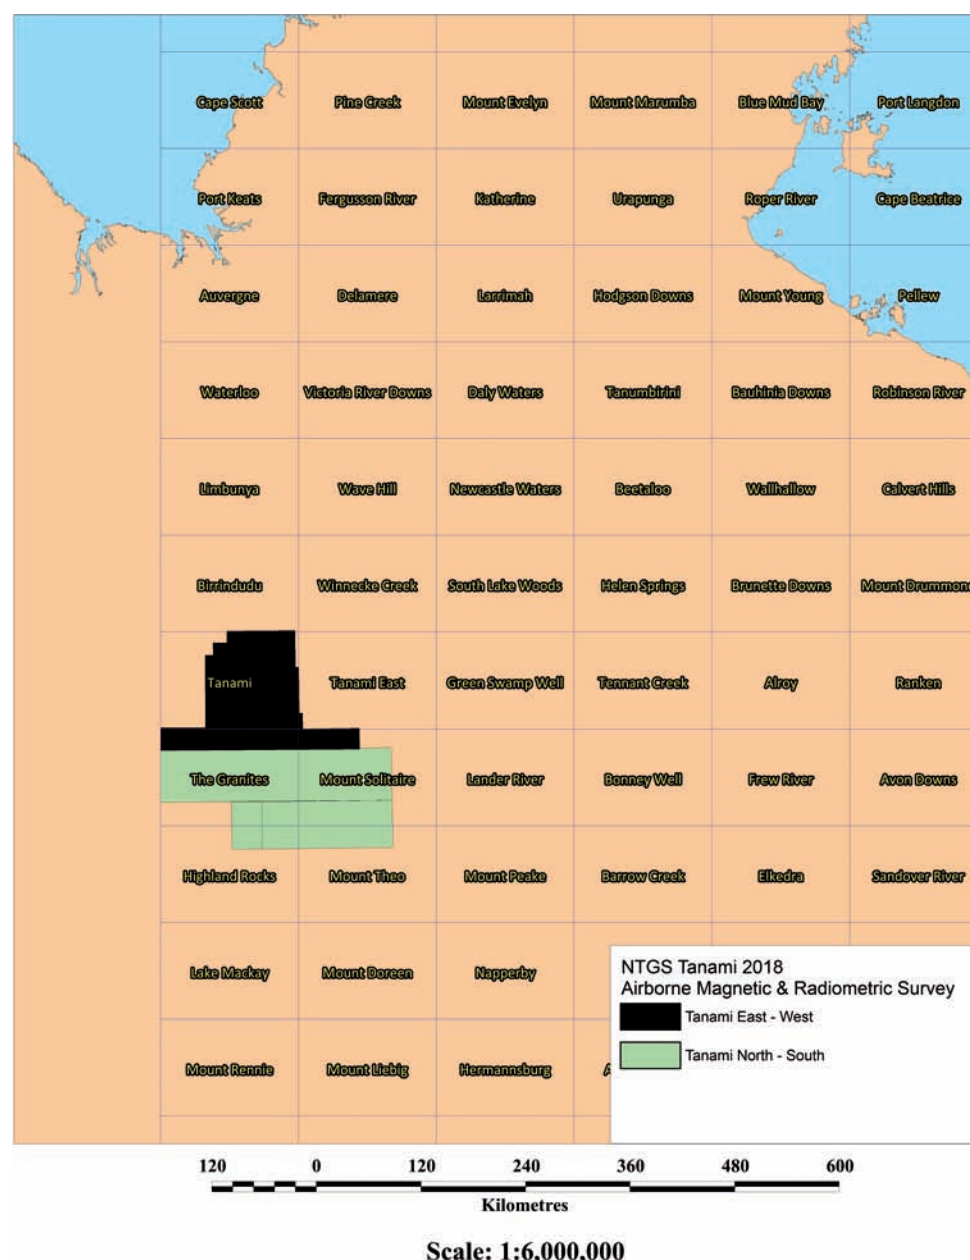 Cape Scott
Pine Creek
Mount Evelyn
Mount Marumba
Blue Mud Bay
Port Langdon
Port Keats
Fergusson River
Katherine
Urapunga
Roper River
Cape Beatrice
Auvergne
Delamere
Larrimah
Hodgson Downs
Mount Young
Pellew
Waterloo
Victoria River Downs
Daly Waters
Tanumbirini
Bauhinia Downs
Robinson River
Limbunya
Wave Hill
Newcastle Waters
Beetaloo
Wallhallow
Calvert Hills
Birrindudu
Winnecke Creek
South Lake Woods
Helen Springs
Brunette Downs
Mount Drummond
Tanami
Tanami East
Green Swamp Well
Tennant Creek
Alroy
Ranken
The Granites
Mount Solitaire
Lander River
Bonney Well
Frew River
Avon Downs
Highland Rocks
Mount Theo
Mount Peake
Barrow Creek
Elkedra
Sandover River
Lake Mackay
Mount Doreen
Napperby
Mount Rennie
Mount Liebig
Hermannsburg
NTGS Tanami 2018
Airborne Magnetic & Radiometric Survey
Tanami East - West
Tanami North - South
120 0 120 240 360 480 600
Kilometres
Scale: 1:6,000,000